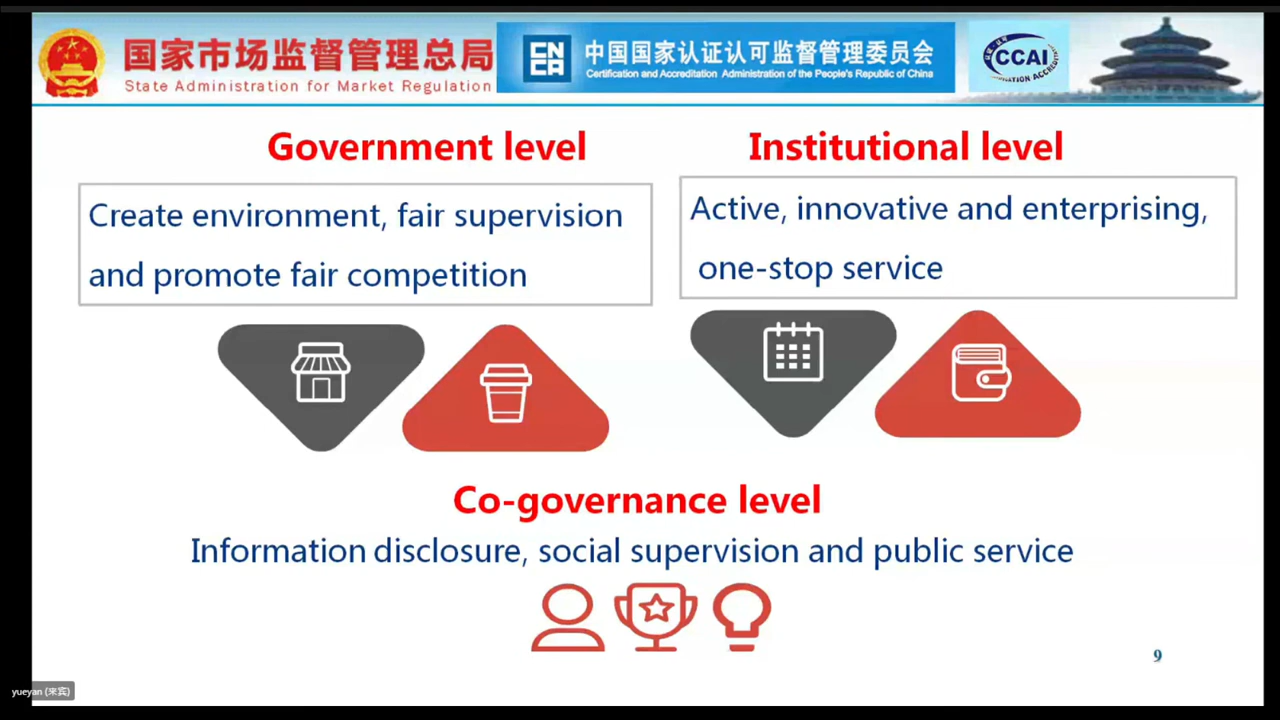 国家市场监督管理总局
State Administration for Market Regulation
CN
CA
中国国家认证认可监督管理委员会
Certification and Accreditation Administration of the People's Republic of China
CCAI
Government level
Create environment, fair supervision
and promote fair competition
Institutional level
Active, innovative and enterprising,
one-stop service
Co-governance level
Information disclosure, social supervision and public service
9
yueyan (来宾)